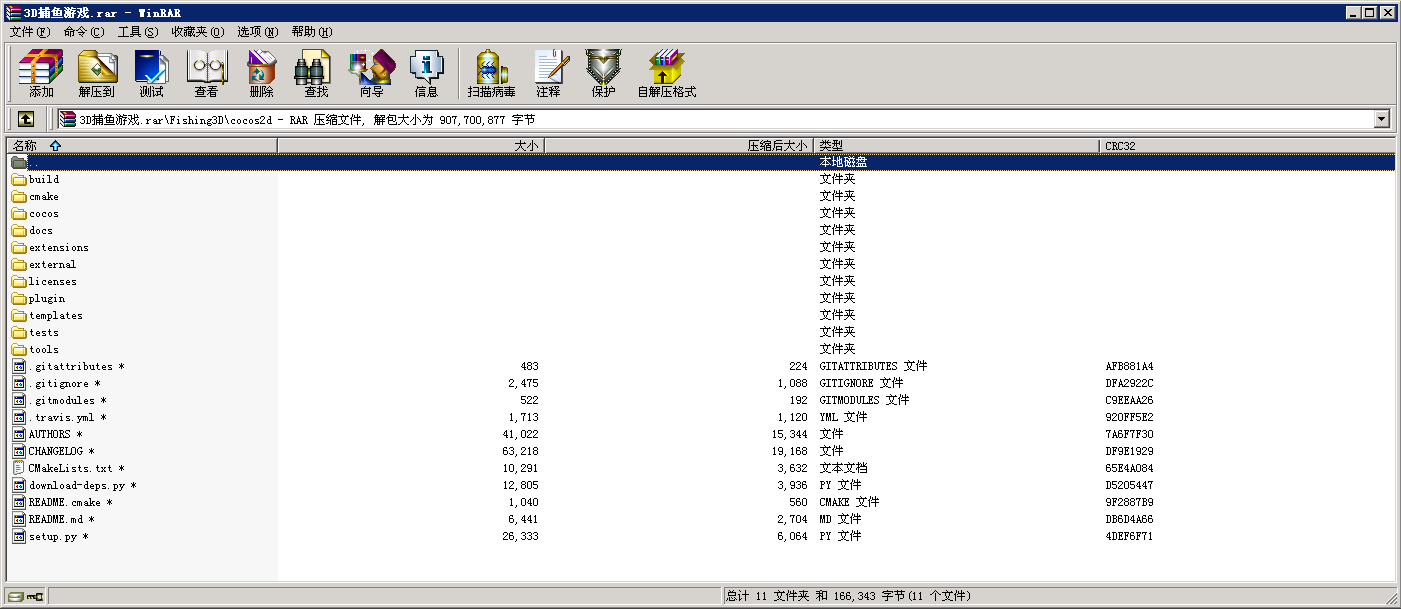 3D捕鱼游戏.rar - WinRAR
文件(F) 命令(C) 工具(S) 收藏夹(O) 选项(N) 帮助(H)
添加 解压到 测试 查看 删除 查找 向导 信息 扫描病毒 注释 保护 自解压格式
3D捕鱼游戏.rar\Fishing3D\cocos2d - RAR 压缩文件, 解包大小为 907,700,877 字节
名称 大小 压缩后大小 类型 CRC32
.. 本地磁盘
build 文件夹
cmake 文件夹
cocos 文件夹
docs 文件夹
extensions 文件夹
external 文件夹
licenses 文件夹
plugin 文件夹
templates 文件夹
tests 文件夹
tools 文件夹
.gitattributes * 483 224 GITATTRIBUTES 文件 AFB881A4
.gitignore * 2,475 1,088 GITIGNORE 文件 DFA2922C
.gitmodules * 522 192 GITMODULES 文件 C9EEAA26
.travis.yml * 1,713 1,120 YML 文件 920FF5E2
AUTHORS * 41,022 15,344 文件 7A6F7F30
CHANGELOG * 63,218 19,168 文件 DF9E1929
CMakeLists.txt * 10,291 3,632 文本文档 65E4A084
download-deps.py * 12,805 3,936 PY 文件 D5205447
README.cmake * 1,040 560 CMAKE 文件 9F2887B9
README.md * 6,441 2,704 MD 文件 DB6D4A66
setup.py * 26,333 6,064 PY 文件 4DEF6F71
总计 11 文件夹 和 166,343 字节(11 个文件)